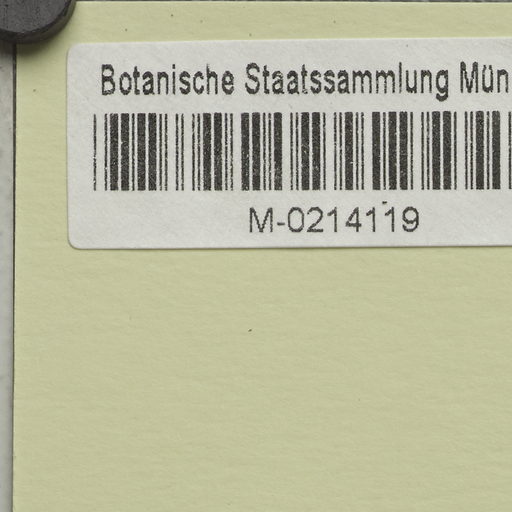 Botanische Staatssammlung Mün
M-0214119